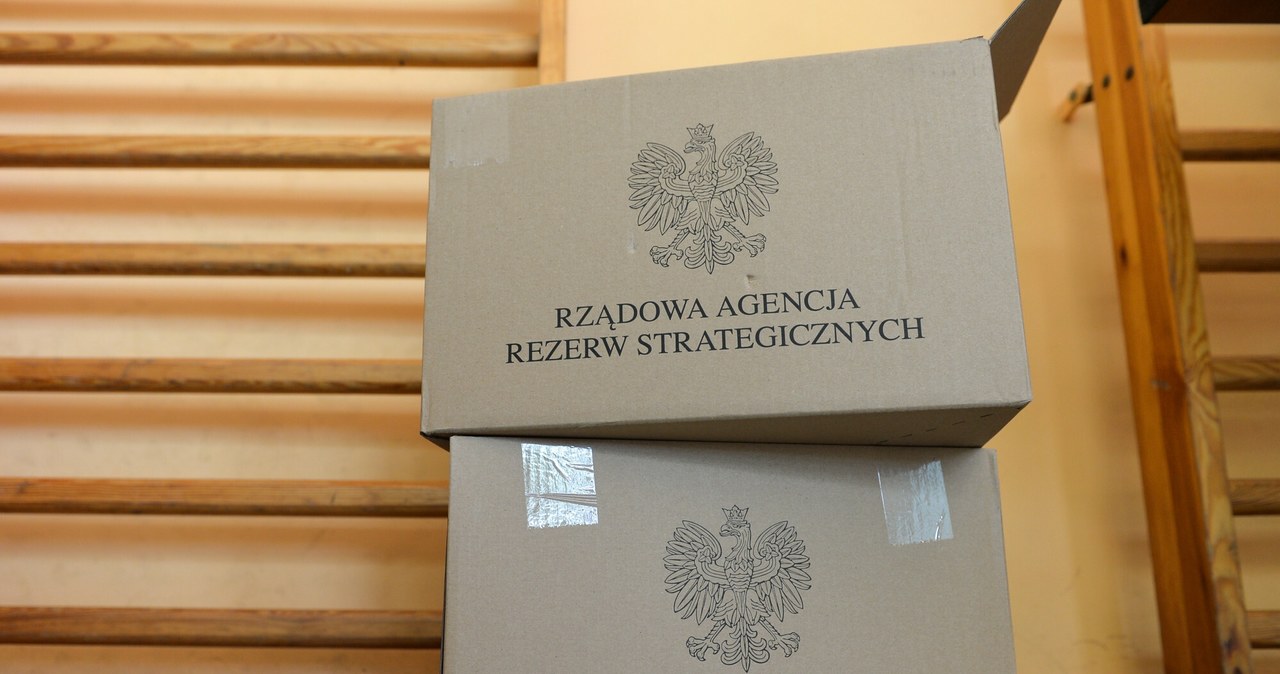 RZĄDOWA AGENCJA
REZERW STRATEGICZNYCH